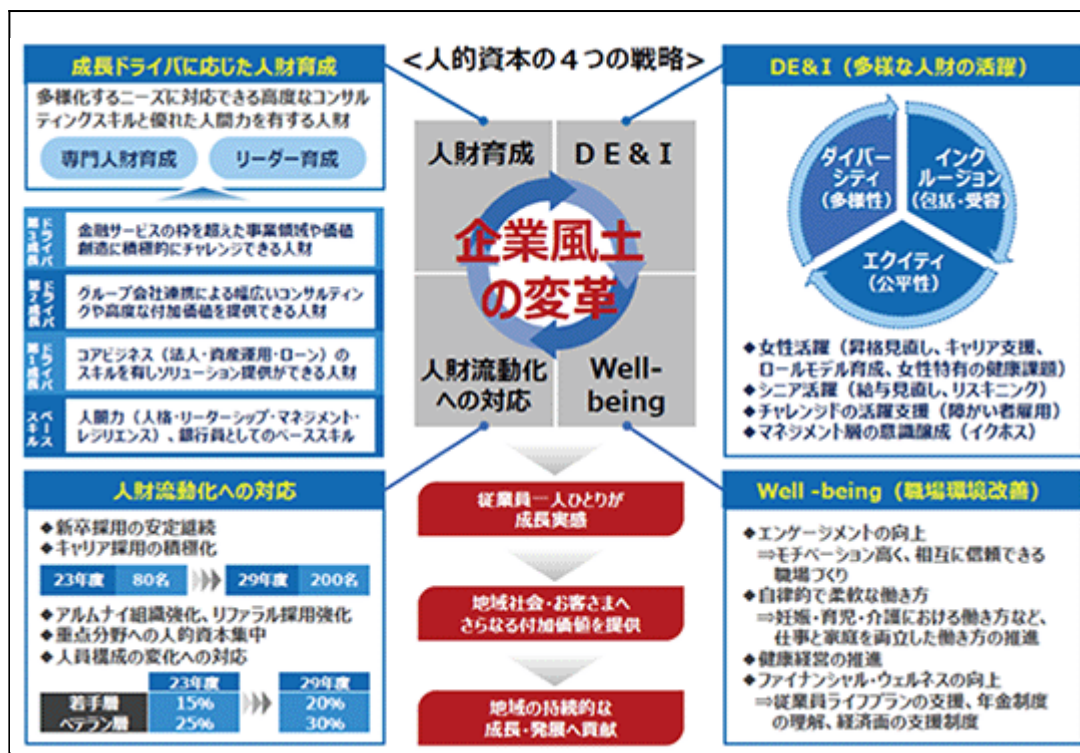 <人的資本の4つの戦略>
成長ドライバに応じた人財育成
多様化するニーズに対応できる高度なコンサル
ティングスキルと優れた人間力を有する人財
専門人財育成
リーダー育成
第3成長
ドライバ
金融サービスの枠を超えた事業領域や価値
創造に積極的にチャレンジできる人財
第2成長
ドライバ
グループ会社連携による幅広いコンサルティン
グや高度な付加価値を提供できる人財
第1成長
ドライバ
コアビジネス（法人・資産運用・ローン）の
スキルを有しソリューション提供ができる人財
ベース
スキル
人間力（人格・リーダーシップ・マネジメント・
レジリエンス）、銀行員としてのベーススキル
人財育成
DE&I
企業風土
の変革
人財流動化
への対応
Well-
being
従業員一人ひとりが
成長実感
地域社会・お客さまへ
さらなる付加価値を提供
地域の持続的な
成長・発展へ貢献
DE&I（多様な人財の活躍）
ダイバー
シティ
(多様性)
インク
ルージョン
(包括・受容)
エクイティ
(公平性)
◆女性活躍（昇格見直し、キャリア支援、
ロールモデル育成、女性特有の健康課題）
◆シニア活躍（給与見直し、リスキニング）
◆チャレンジドの活躍支援（障がい者雇用）
◆マネジメント層の意識醸成（イクボス）
人財流動化への対応
◆新卒採用の安定継続
◆キャリア採用の積極化
23年度 80名 29年度 200名
◆アルムナイ組織強化、リファラル採用強化
◆重点分野への人的資本集中
◆人員構成の変化への対応
23年度 29年度
若手層 15% 20%
ベテラン層 25% 30%
Well -being（職場環境改善）
◆エンゲージメントの向上
⇒モチベーション高く、相互に信頼できる
職場づくり
◆自律的で柔軟な働き方
⇒妊娠・育児・介護における働き方など、
仕事と家庭を両立した働き方の推進
◆健康経営の推進
◆ファイナンシャル・ウェルネスの向上
⇒従業員ライフプランの支援、年金制度
の理解、経済面の支援制度